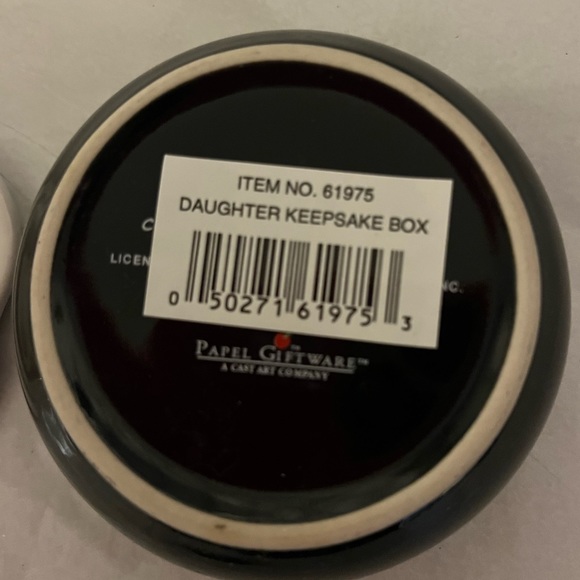 ITEM NO. 61975
DAUGHTER KEEPSAKE BOX
0 50271 61975 3
PAPEL GIFTWARE™
A CAST ART COMPANY